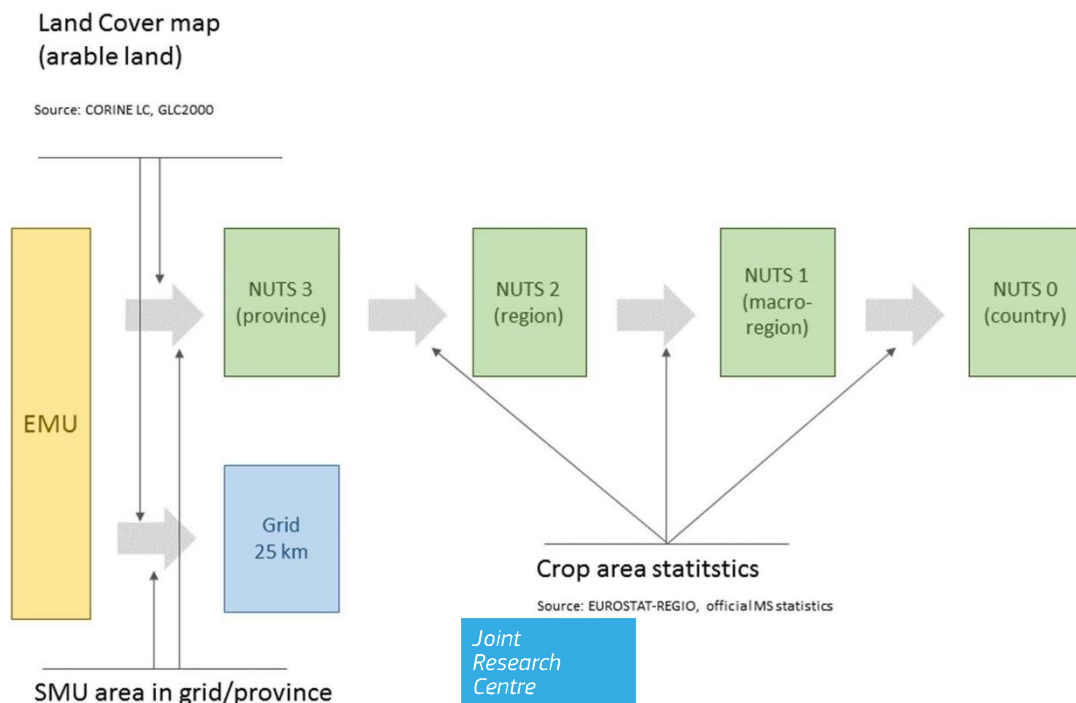 Land Cover map
(arable land)
Source: CORINE LC, GLC2000
EMU
NUTS 3
(province)
NUTS 2
(region)
NUTS 1
(macro-
region)
NUTS 0
(country)
Grid
25 km
Crop area statitstics
Source: EUROSTAT-REGIO, official MS statistics
SMU area in grid/province
Joint
Research
Centre